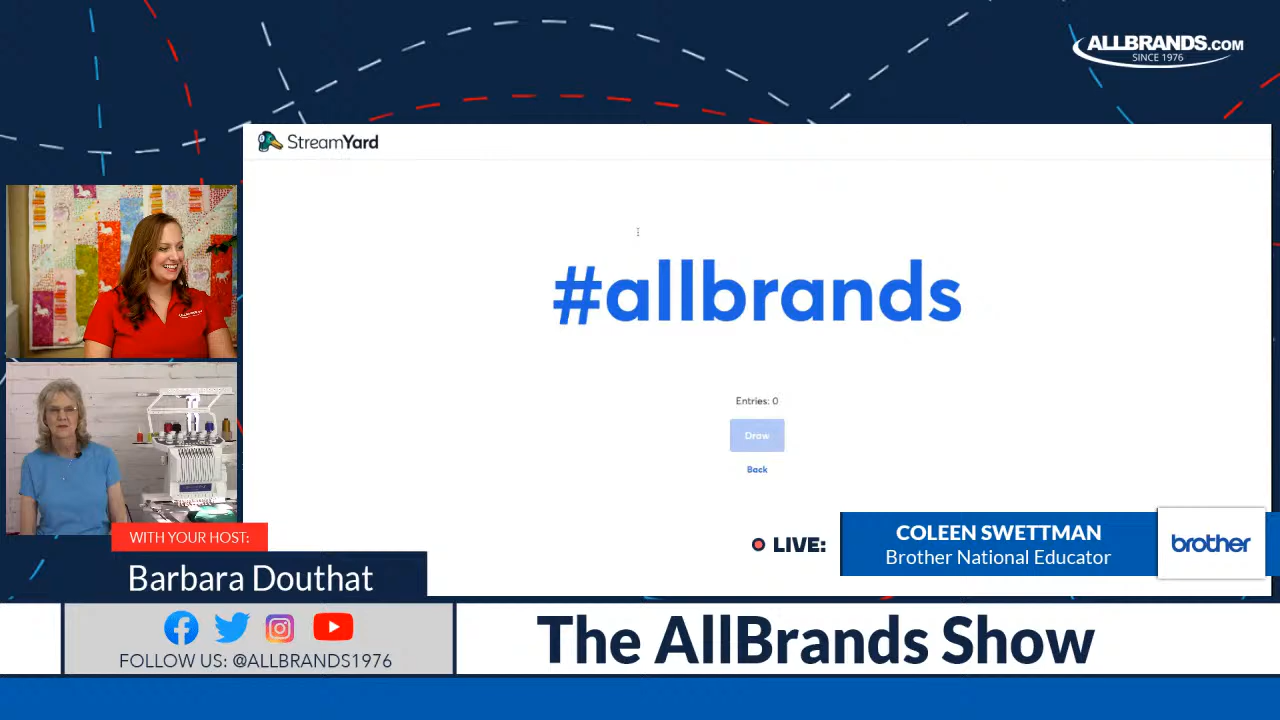 ALLBRANDS.COM
SINCE 1976
StreamYard
#allbrands
Entries: 0
Draw
Back
WITH YOUR HOST:
Barbara Douthat
LIVE:
COLEEN SWETTMAN
Brother National Educator
brother
FOLLOW US: @ALLBRANDS1976
The AllBrands Show